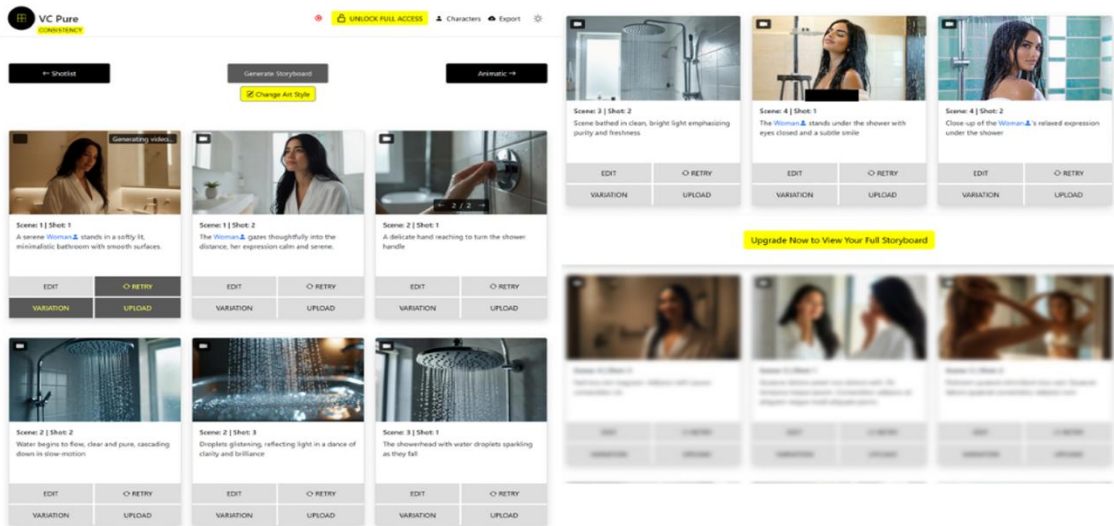 VC Pure
CONSISTENCY
UNLOCK FULL ACCESS
Characters
Export
← Shotlist
Generate Storyboard
Animatic →
Change Art Style
Generating video...
Scene: 1 | Shot: 1
A serene Woman stands in a softly lit,
minimalistic bathroom with smooth surfaces.
EDIT
RETRY
VARIATION
UPLOAD
Scene: 1 | Shot: 2
The Woman gazes thoughtfully into the
distance, her expression calm and serene.
EDIT
RETRY
VARIATION
UPLOAD
← 2 / 2 →
Scene: 2 | Shot: 1
A delicate hand reaching to turn the shower
handle
EDIT
RETRY
VARIATION
UPLOAD
Scene: 2 | Shot: 2
Water begins to flow, clear and pure, cascading
down in slow-motion
EDIT
RETRY
VARIATION
UPLOAD
Scene: 2 | Shot: 3
Droplets glistening, reflecting light in a dance of
clarity and brilliance
EDIT
RETRY
VARIATION
UPLOAD
Scene: 3 | Shot: 1
The showerhead with water droplets sparkling
as they fall
EDIT
RETRY
VARIATION
UPLOAD
Scene: 3 | Shot: 2
Scene bathed in clean, bright light emphasizing
purity and freshness
EDIT
RETRY
VARIATION
UPLOAD
Scene: 4 | Shot: 1
The Woman stands under the shower with
eyes closed and a subtle smile
EDIT
RETRY
VARIATION
UPLOAD
Scene: 4 | Shot: 2
Close-up of the Woman's relaxed expression
under the shower
EDIT
RETRY
VARIATION
UPLOAD
Upgrade Now to View Your Full Storyboard